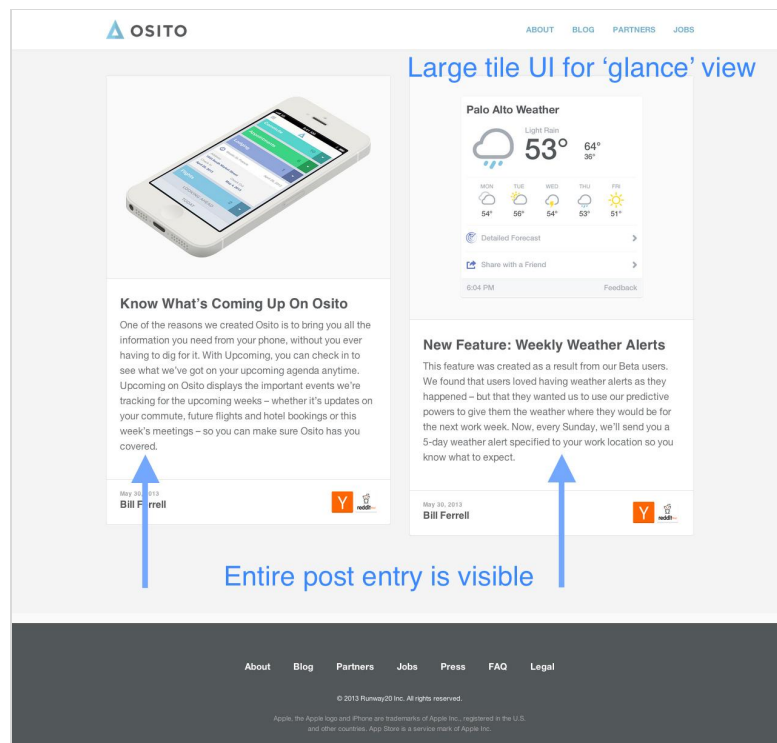 OSITO
ABOUT BLOG PARTNERS JOBS
Large tile UI for ‘glance’ view
Palo Alto Weather
Light Rain
53° 64°
36°
MON TUE WED THU FRI
54° 56° 54° 53° 51°
Detailed Forecast
Share with a Friend
6:04 PM Feedback
Know What’s Coming Up On Osito
One of the reasons we created Osito is to bring you all the
information you need from your phone, without you ever
having to dig for it. With Upcoming, you can check in to
see what we’ve got on your upcoming agenda anytime.
Upcoming on Osito displays the important events we’re
tracking for the upcoming weeks – whether it’s updates on
your commute, future flights and hotel bookings or this
week’s meetings – so you can make sure Osito has you
covered.
May 30, 2013
Bill Ferrell
Y reddit
New Feature: Weekly Weather Alerts
This feature was created as a result from our Beta users.
We found that users loved having weather alerts as they
happened – but that they wanted us to use our predictive
powers to give them the weather where they would be for
the next work week. Now, every Sunday, we’ll send you a
5-day weather alert specified to your work location so you
know what to expect.
May 30, 2013
Bill Ferrell
Y reddit
Entire post entry is visible
About Blog Partners Jobs Press FAQ Legal
© 2013 Runway20 Inc. All rights reserved.
Apple, the Apple logo and iPhone are trademarks of Apple Inc., registered in the U.S.
and other countries. App Store is a service mark of Apple Inc.